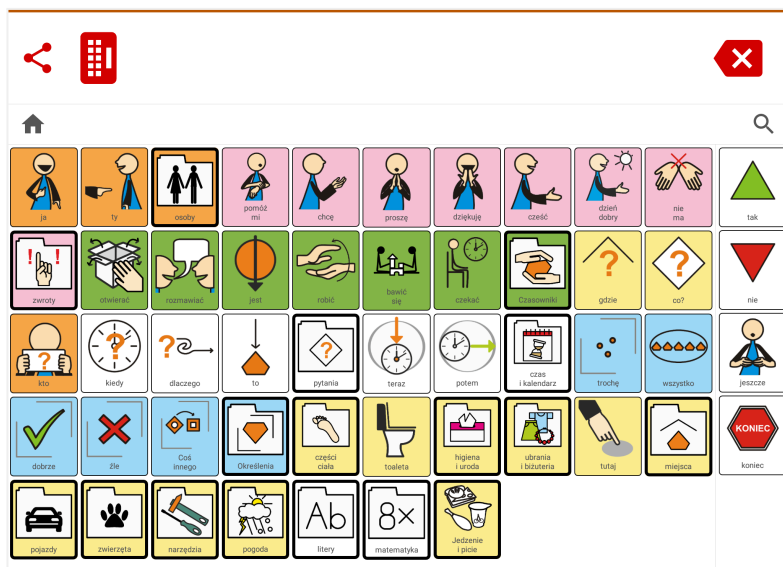 ja
ty
osoby
pomóż
mi
chcę
proszę
dziękuję
cześć
dzień
dobry
nie
ma
tak
zwroty
otwierać
rozmawiać
jest
robić
bawić
się
czekać
Czasowniki
?
gdzie
?
co?
nie
?
kto
?
kiedy
?
dlaczego
to
?
pytania
teraz
potem
czas
i kalendarz
trochę
wszystko
jeszcze
dobrze
źle
Coś
innego
Określenia
części
ciała
toaleta
higiena
i uroda
ubrania
i biżuteria
tutaj
miejsca
KONIEC
koniec
pojazdy
zwierzęta
narzędzia
pogoda
Ab
litery
8×
matematyka
Jedzenie
i picie